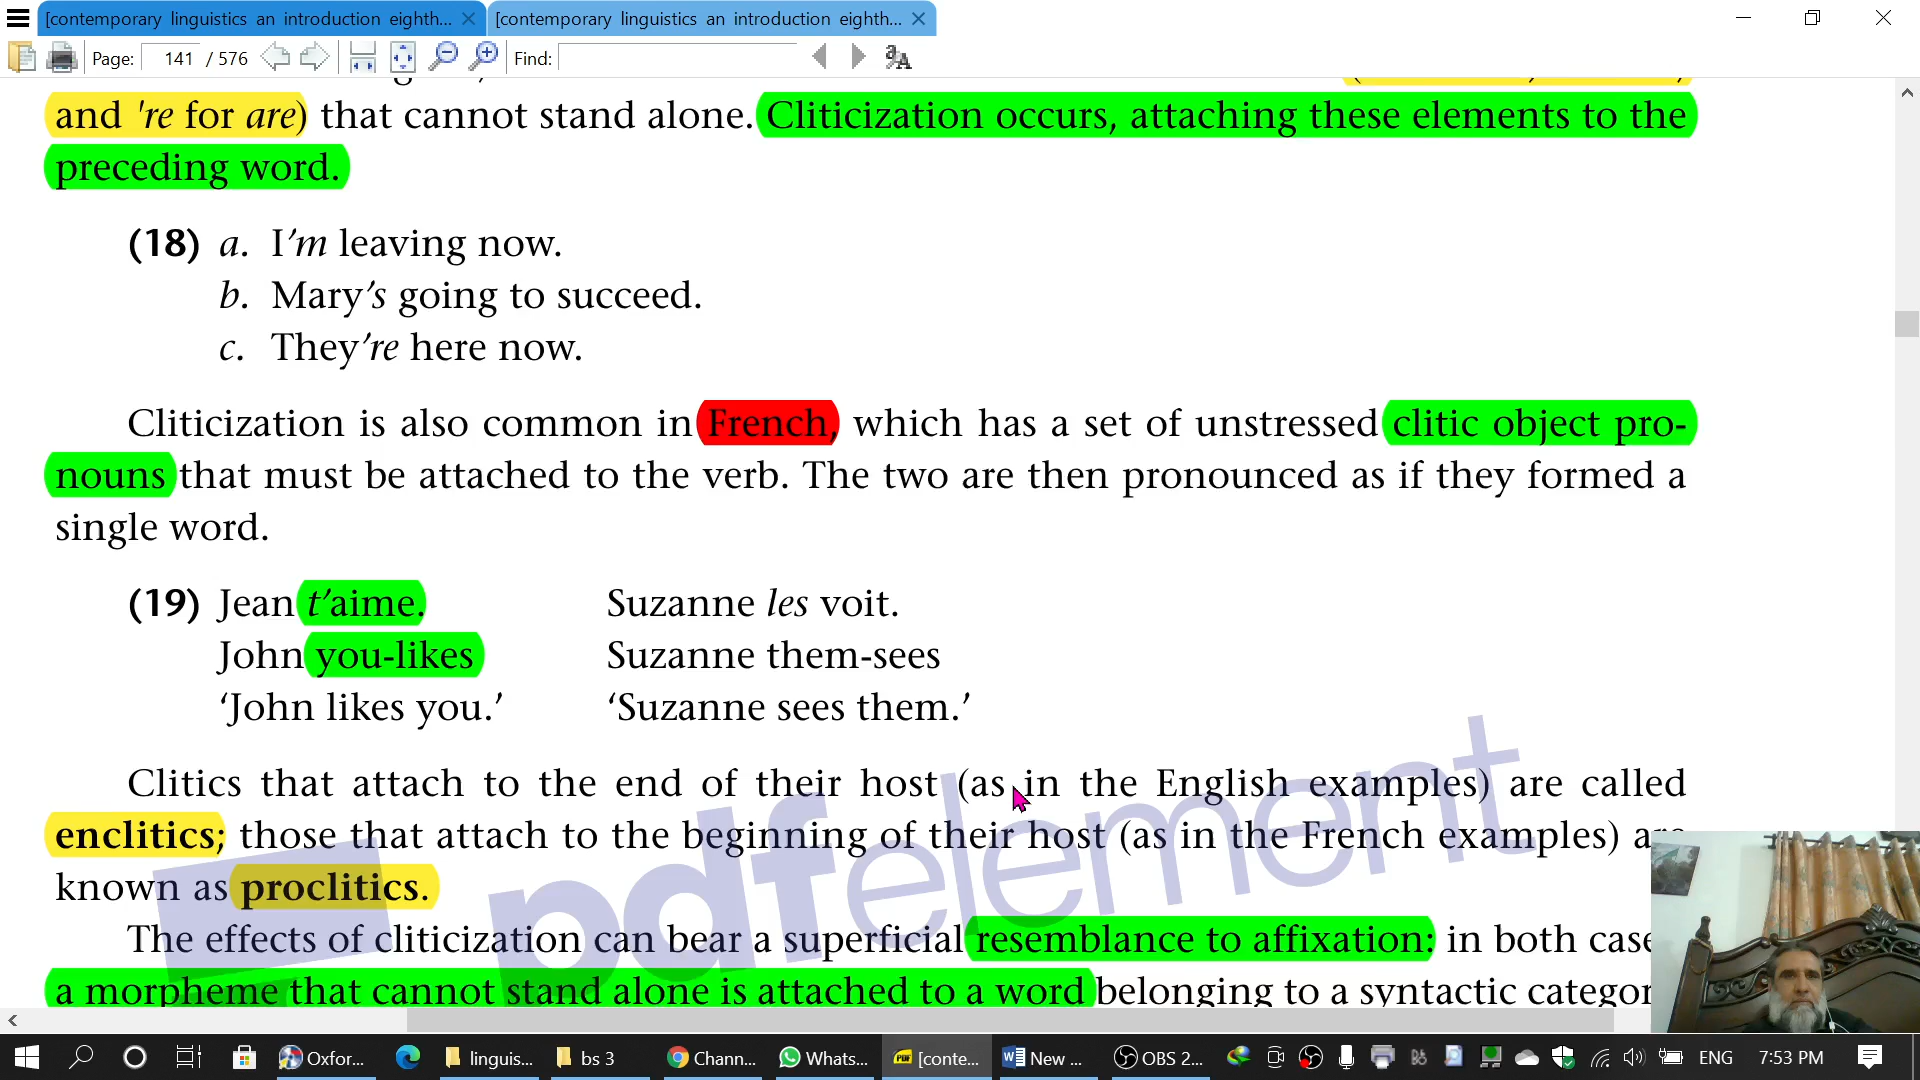 [contemporary linguistics an introduction eighth... [contemporary linguistics an introduction eighth...
Page: 141 / 576 Find:
and 're for are) that cannot stand alone. Cliticization occurs, attaching these elements to the
preceding word.
(18) a. I'm leaving now.
b. Mary's going to succeed.
c. They're here now.
Cliticization is also common in French, which has a set of unstressed clitic object pro-
nouns that must be attached to the verb. The two are then pronounced as if they formed a
single word.
(19) Jean t'aime. Suzanne les voit.
John you-likes Suzanne them-sees
'John likes you.' 'Suzanne sees them.'
Clitics that attach to the end of their host (as in the English examples) are called
enclitics; those that attach to the beginning of their host (as in the French examples)
known as proclitics.
pdfelement
The effects of cliticization can bear a superficial resemblance to affixation: in both
a morpheme that cannot stand alone is attached to a word belonging to a syntactic
Oxfor... linguis... bs 3 Chann... Whats... [conte... New ... OBS 2... ENG 7:53 PM